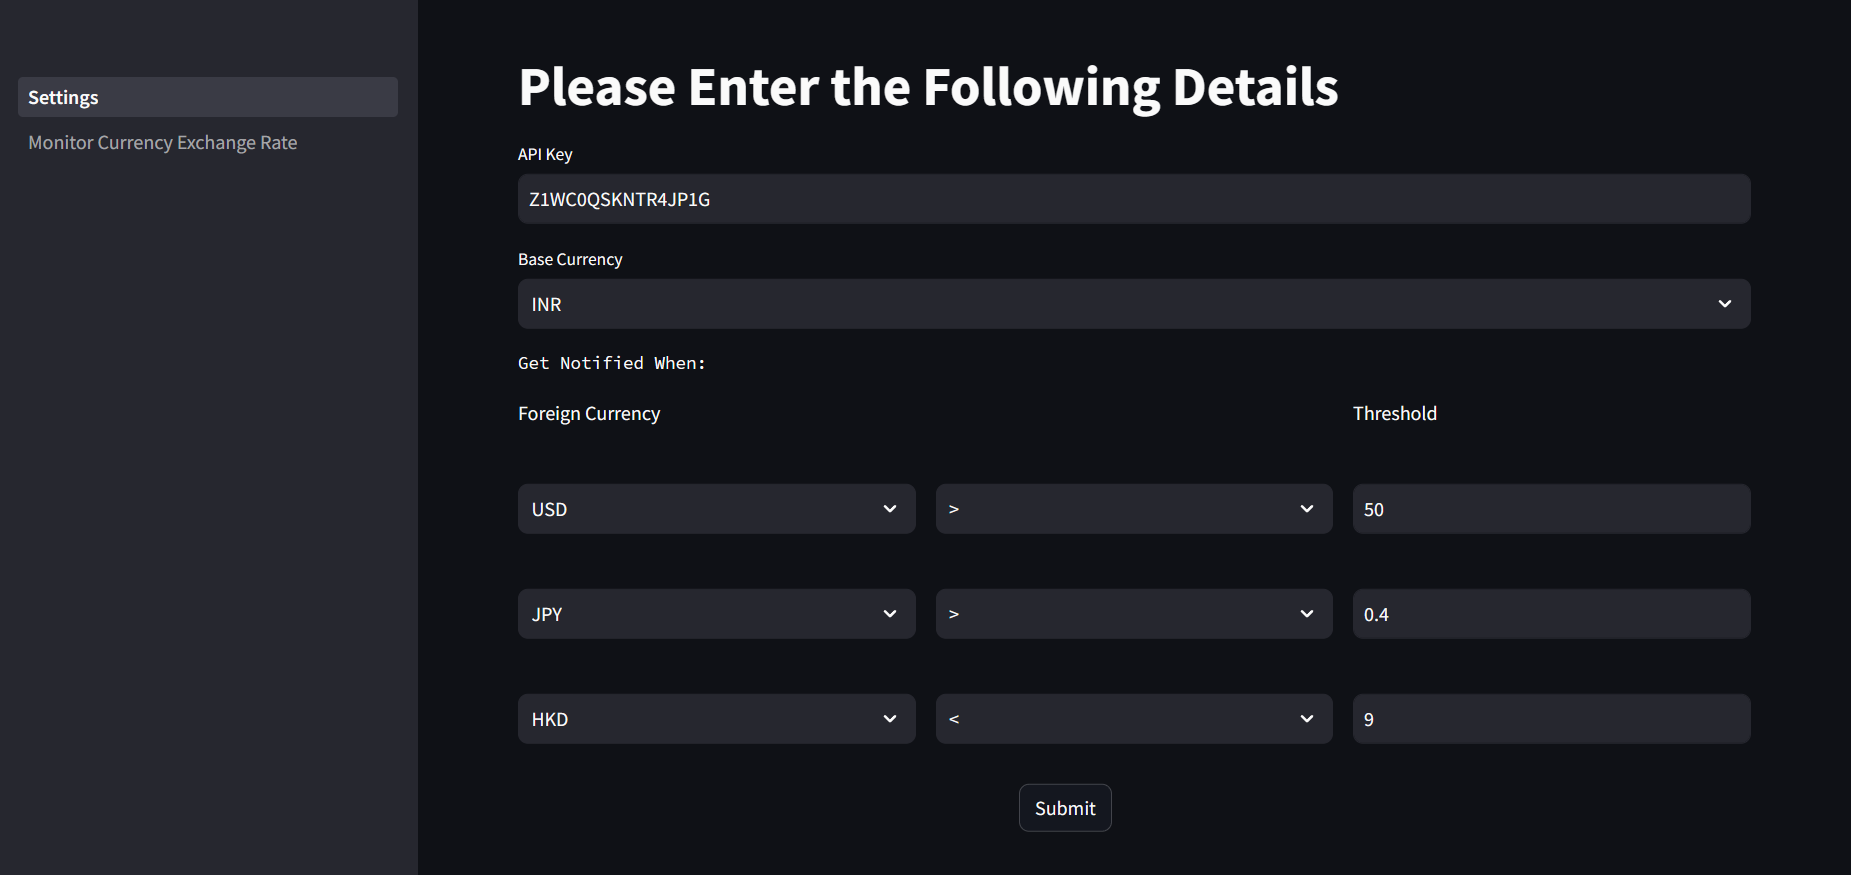 Settings
Monitor Currency Exchange Rate
Please Enter the Following Details
API Key
Z1WC0QSKNTR4JP1G
Base Currency
INR
Get Notified When:
Foreign Currency Threshold
USD > 50
JPY > 0.4
HKD < 9
Submit